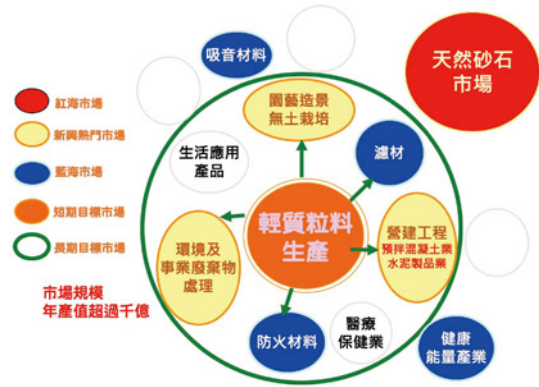 吸音材料
天然砂石
市場
紅海市場
新興熱門市場
藍海市場
短期目標市場
長期目標市場
園藝造景
無土栽培
生活應用
產品
濾材
輕質粒料
生產
環境及
事業廢棄物
處理
營建工程
預拌混凝土業
水泥製品業
市場規模
年產值超過千億
防火材料
醫療
保健業
健康
能量產業